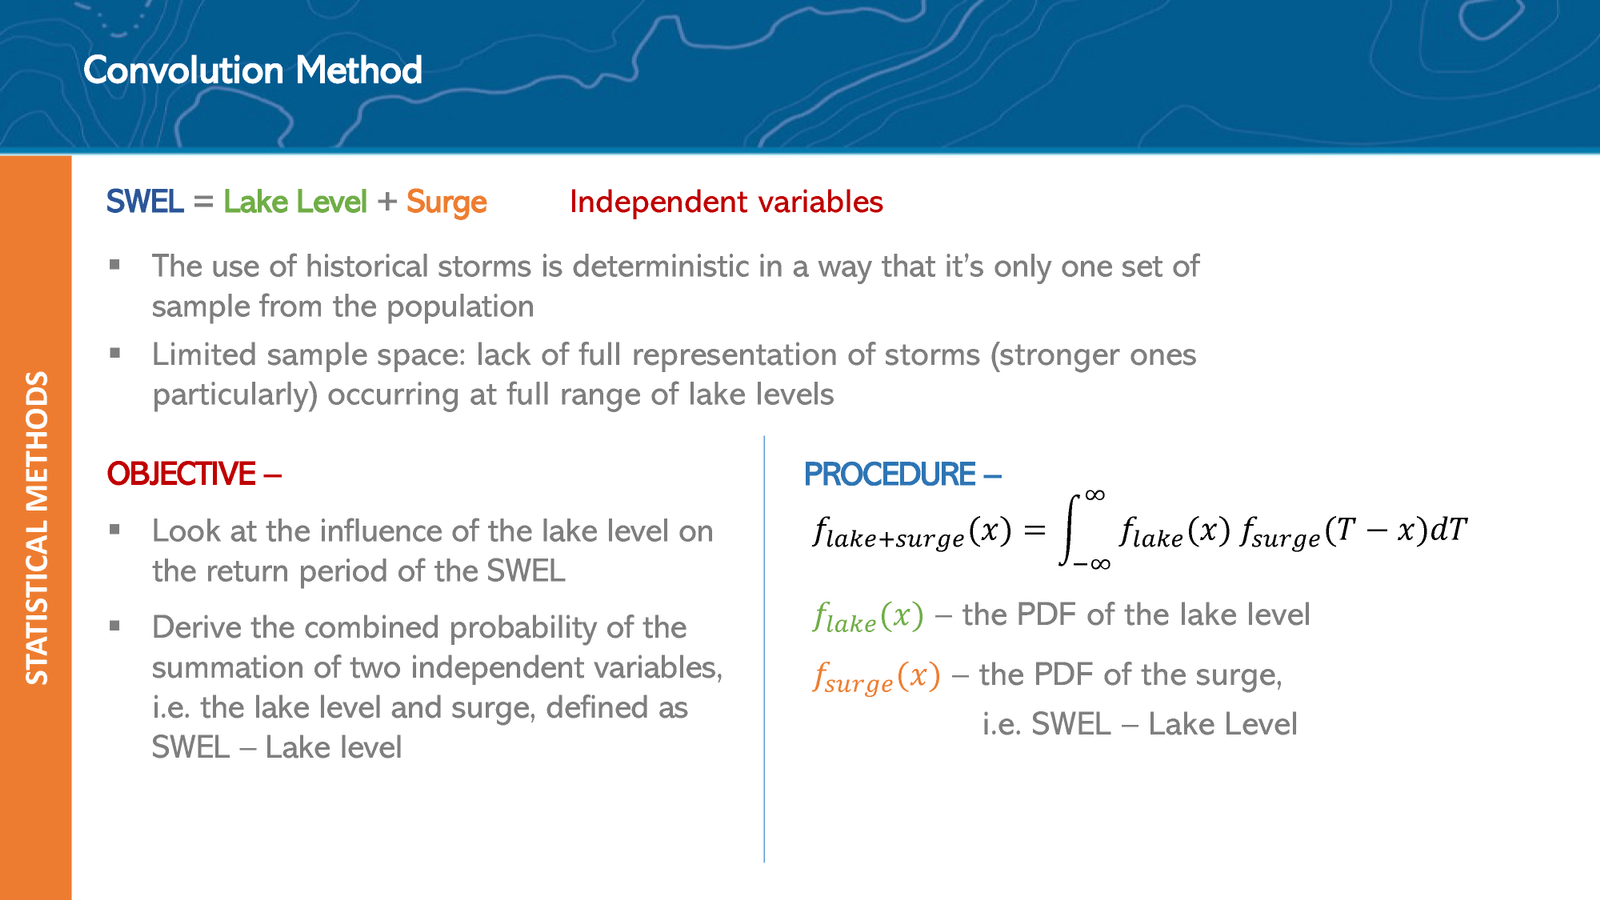 Convolution Method
STATISTICAL METHODS
SWEL = Lake Level + Surge Independent variables
▪ The use of historical storms is deterministic in a way that it’s only one set of
sample from the population
▪ Limited sample space: lack of full representation of storms (stronger ones
particularly) occurring at full range of lake levels
OBJECTIVE –
▪ Look at the influence of the lake level on
the return period of the SWEL
▪ Derive the combined probability of the
summation of two independent variables,
i.e. the lake level and surge, defined as
SWEL – Lake level
PROCEDURE –
$f_{lake+surge}(x) = \int_{-\infty}^{\infty} f_{lake}(x) \, f_{surge}(T - x)dT$
$f_{lake}(x)$ – the PDF of the lake level
$f_{surge}(x)$ – the PDF of the surge,
i.e. SWEL – Lake Level